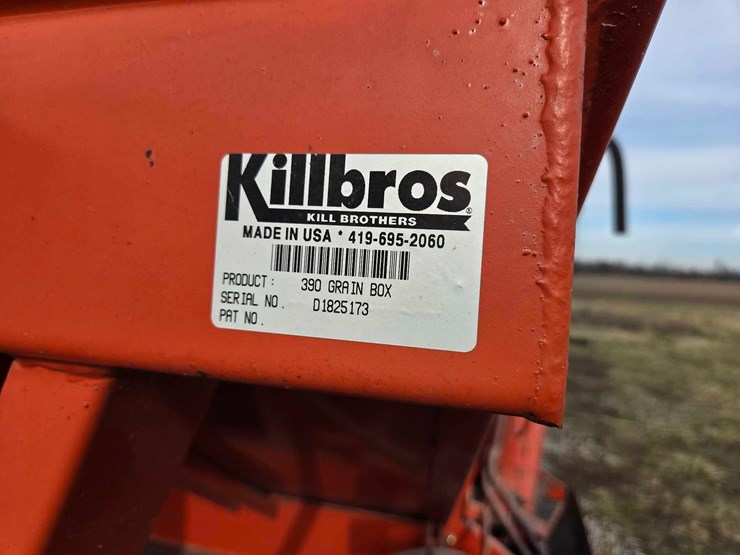 Killbros®
KILL BROTHERS
MADE IN USA * 419-695-2060
PRODUCT: 390 GRAIN BOX
SERIAL NO. D1825173
PAT NO.